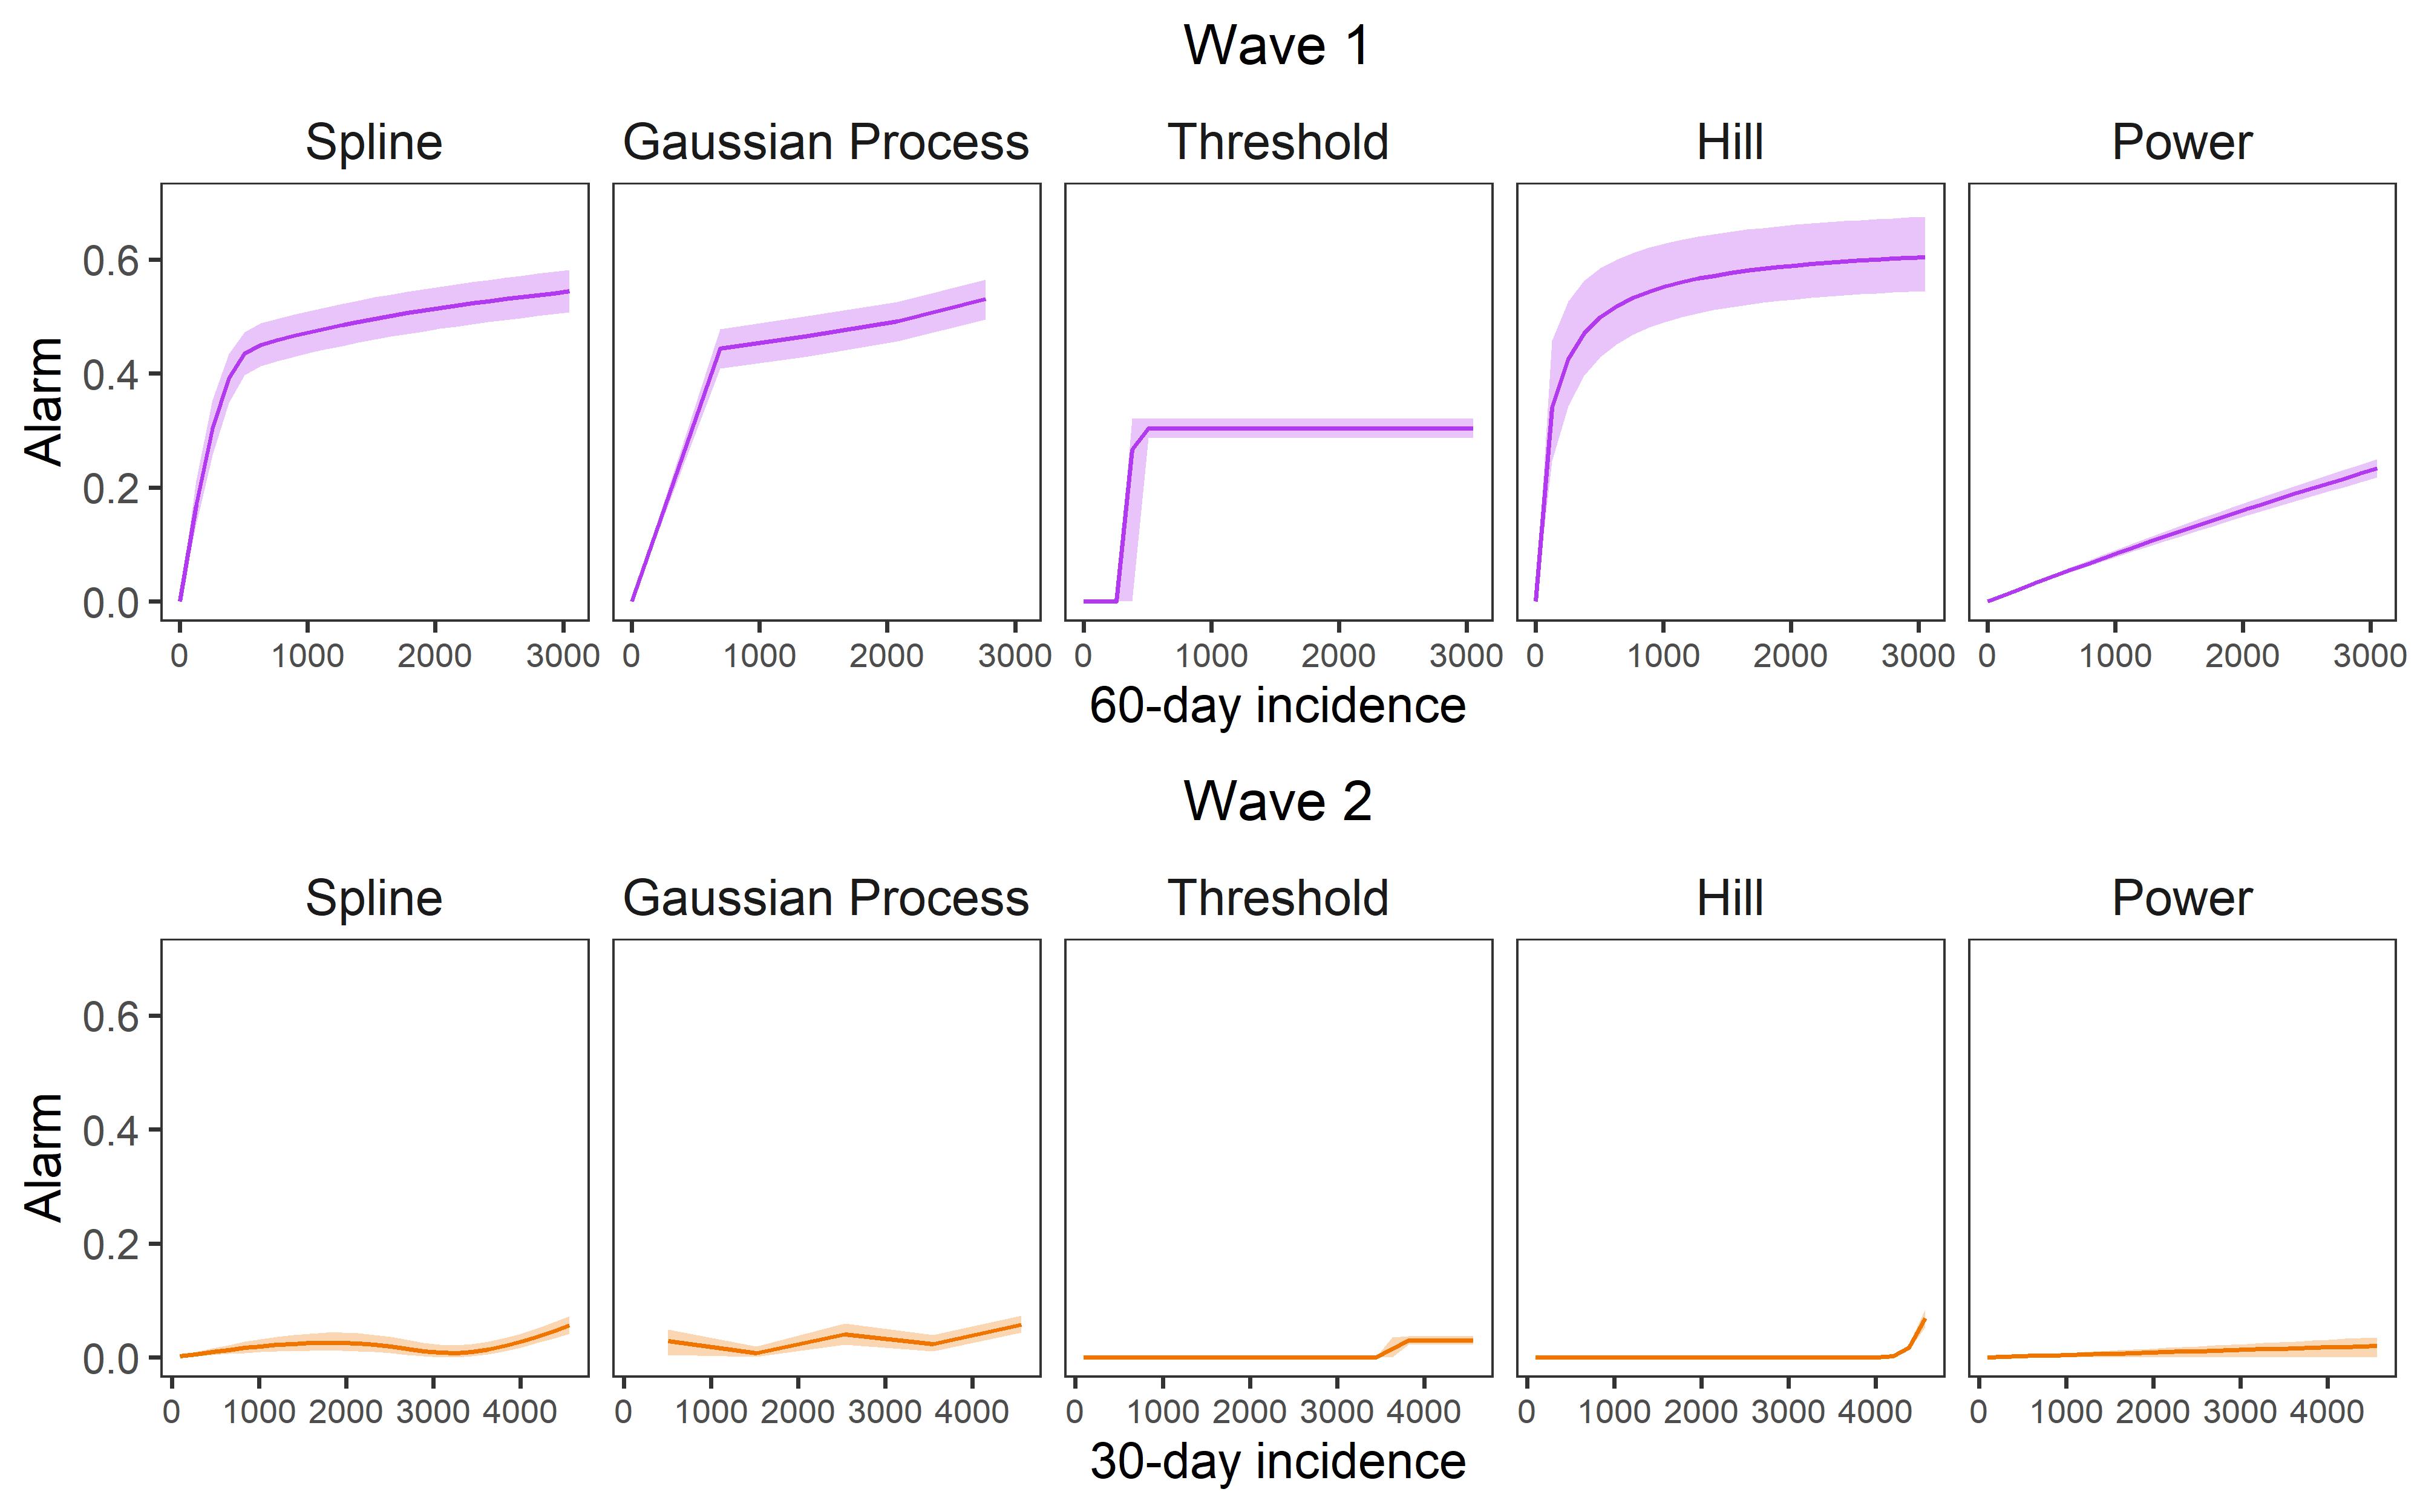 Wave 1
Spline Gaussian Process Threshold Hill Power
Alarm
0.6
0.4
0.2
0.0
0 1000 2000 3000 0 1000 2000 3000 0 1000 2000 3000 0 1000 2000 3000 0 1000 2000 3000
60-day incidence
Wave 2
Spline Gaussian Process Threshold Hill Power
Alarm
0.6
0.4
0.2
0.0
0 1000 2000 3000 4000 0 1000 2000 3000 4000 0 1000 2000 3000 4000 0 1000 2000 3000 4000 0 1000 2000 3000 4000
30-day incidence